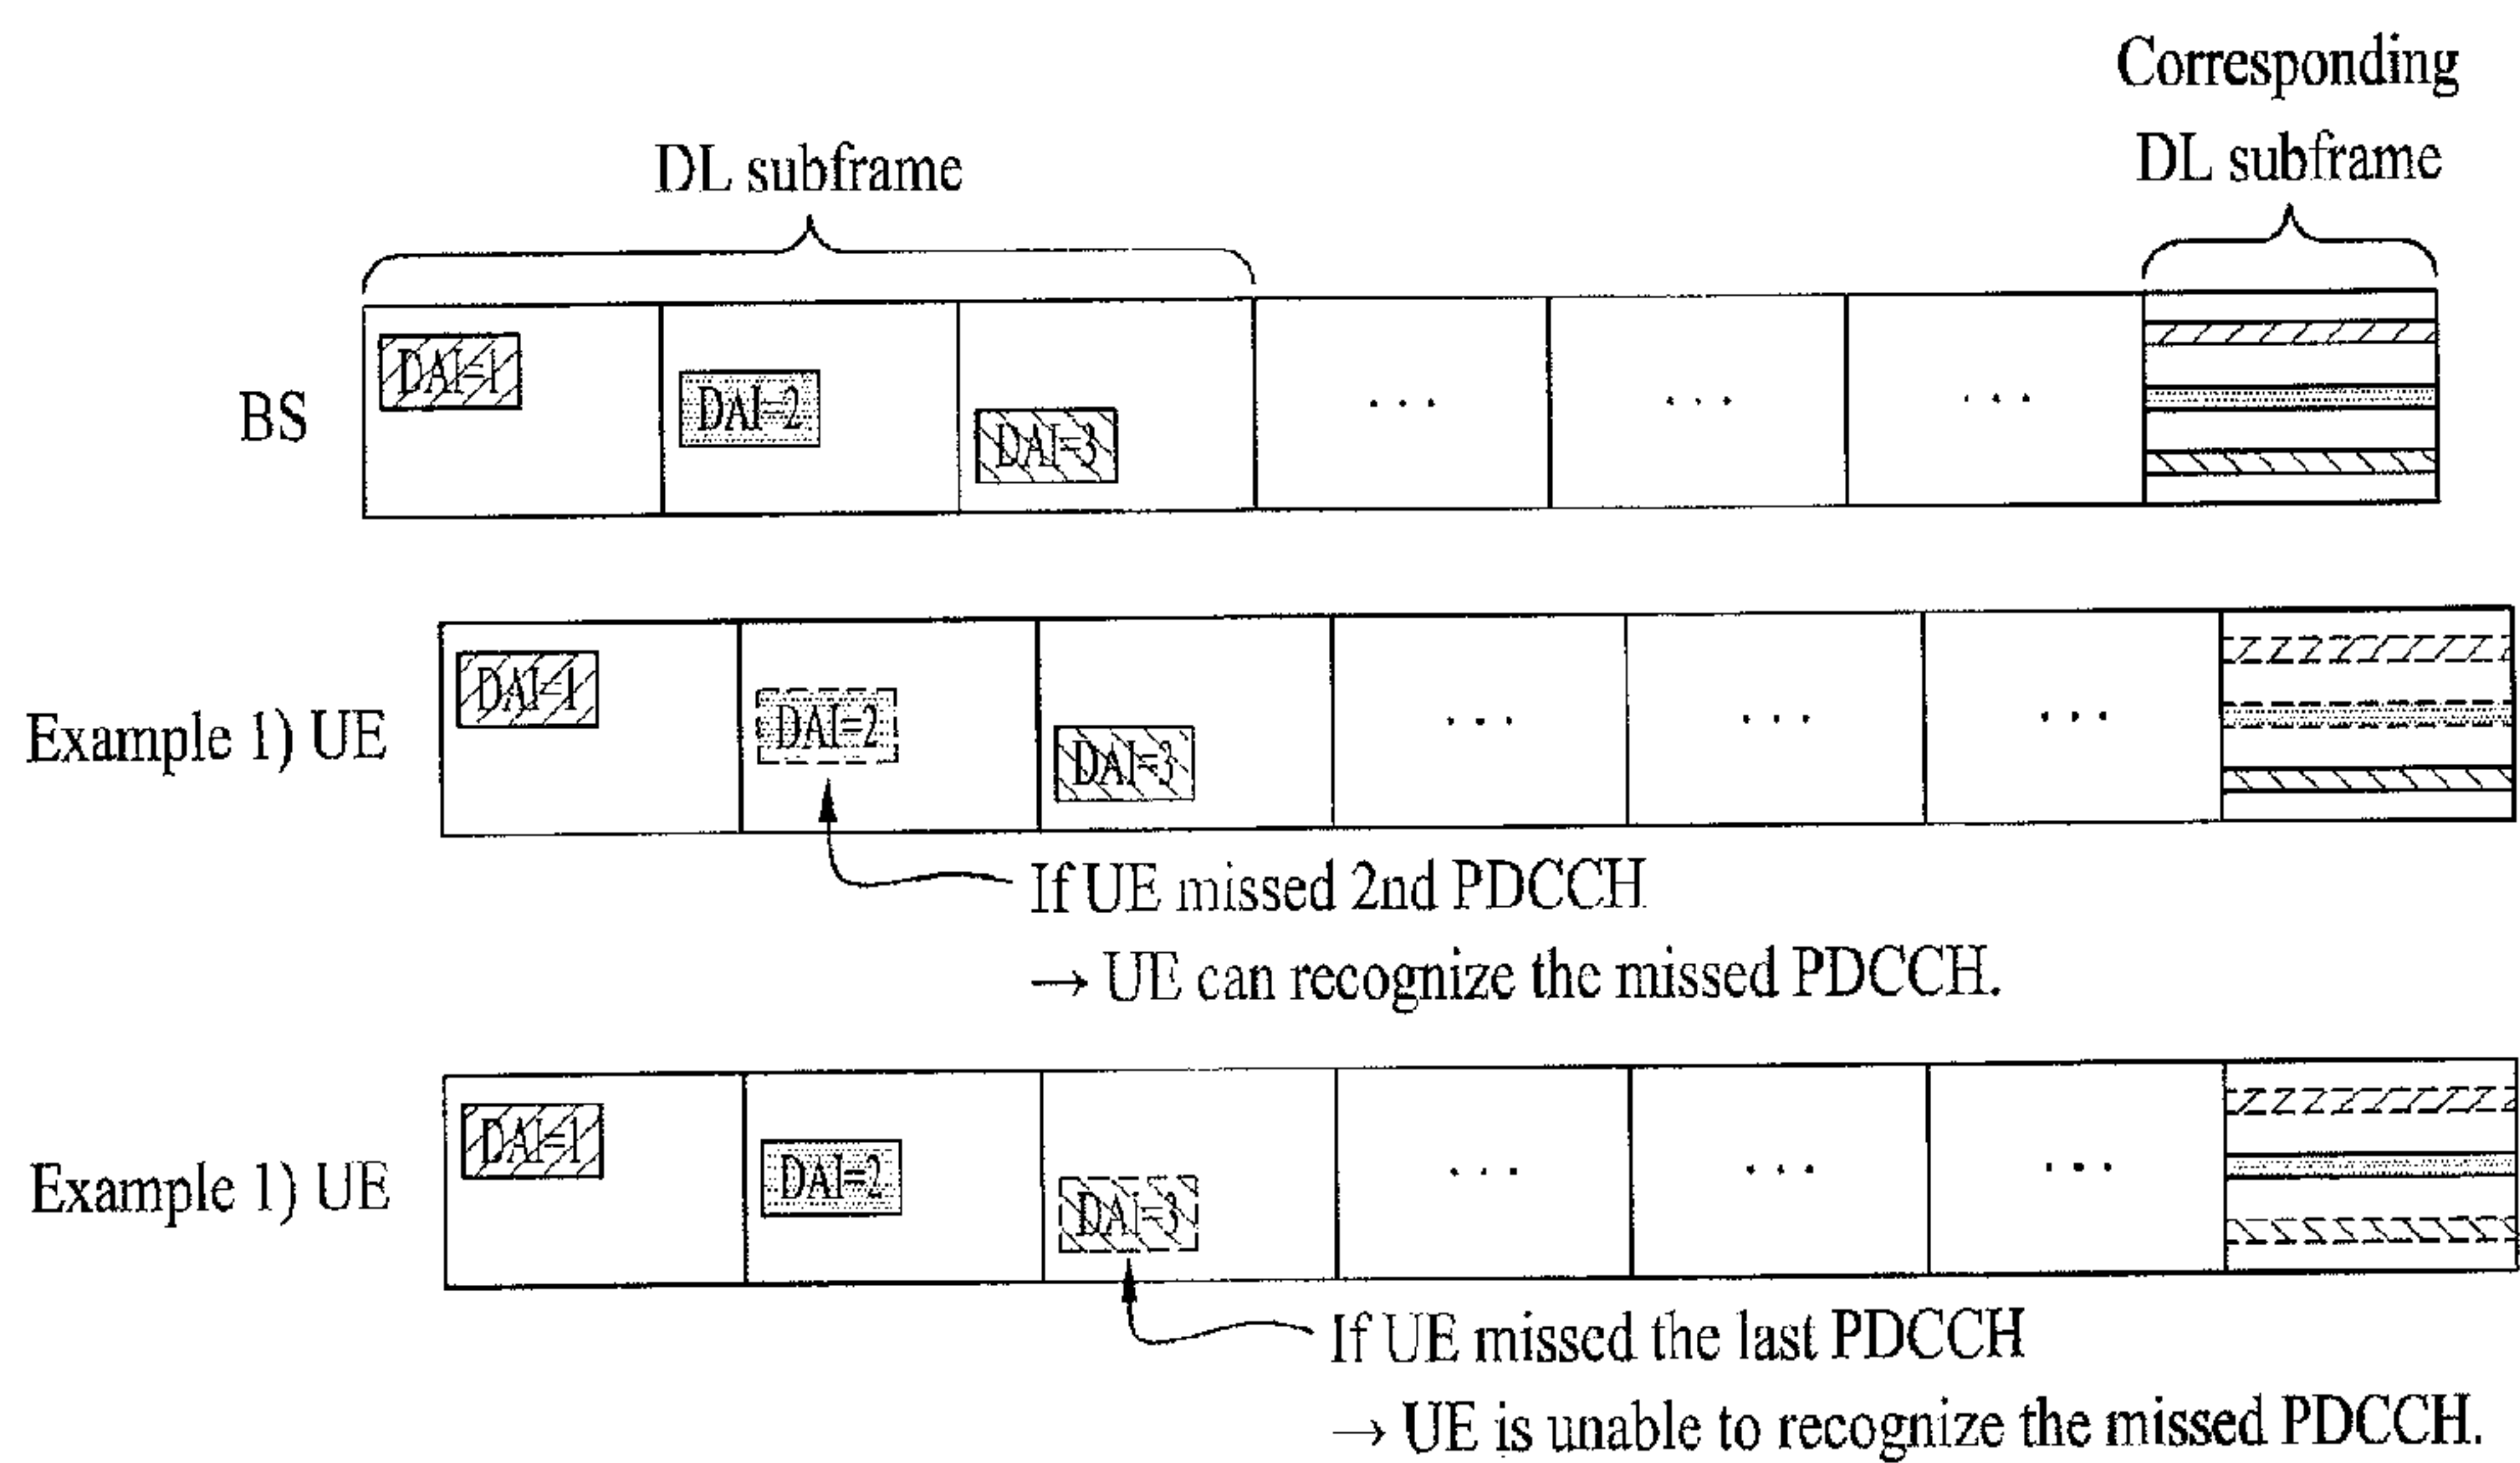 Corresponding
DL subframe
DL subframe
BS
DAI=1
DAI=2
DAI=3
...
...
...
Example 1) UE
DAI=1
DAI=2
DAI=3
...
...
...
If UE missed 2nd PDCCH
→ UE can recognize the missed PDCCH.
Example 1) UE
DAI=1
DAI=2
DAI=3
...
...
...
If UE missed the last PDCCH
→ UE is unable to recognize the missed PDCCH.